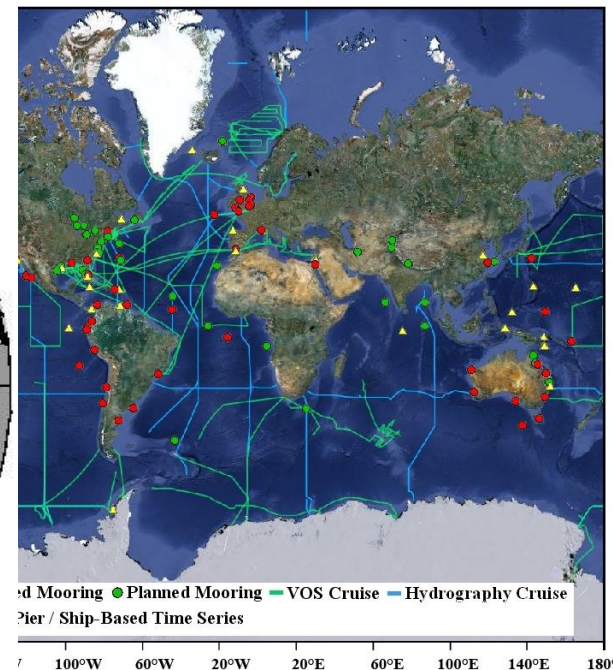 ed Mooring Planned Mooring VOS Cruise Hydrography Cruise
Pier / Ship-Based Time Series
100°W 60°W 20°W 20°E 60°E 100°E 140°E 180